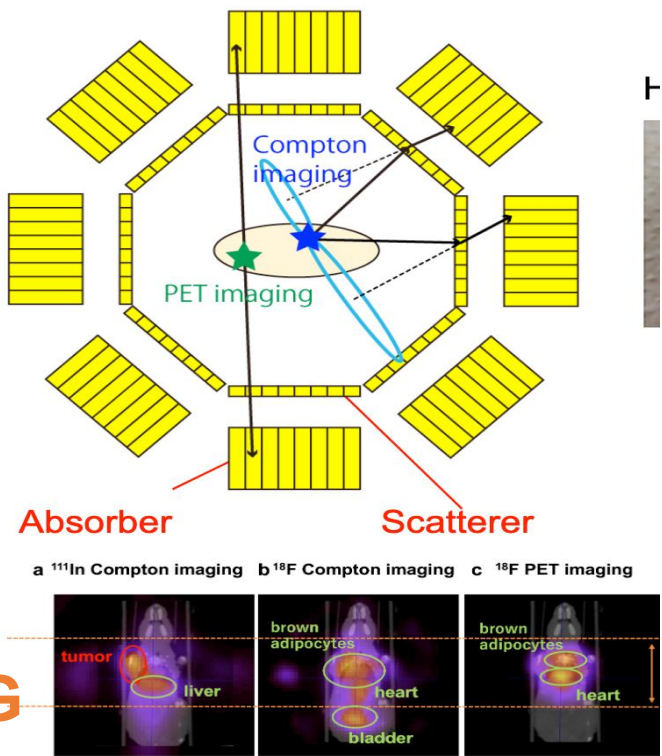 H
Compton
imaging
PET imaging
Absorber
Scatterer
a ¹¹¹In Compton imaging
b ¹⁸F Compton imaging
c ¹⁸F PET imaging
tumor
liver
brown
adipocytes
heart
bladder
brown
adipocytes
heart
G